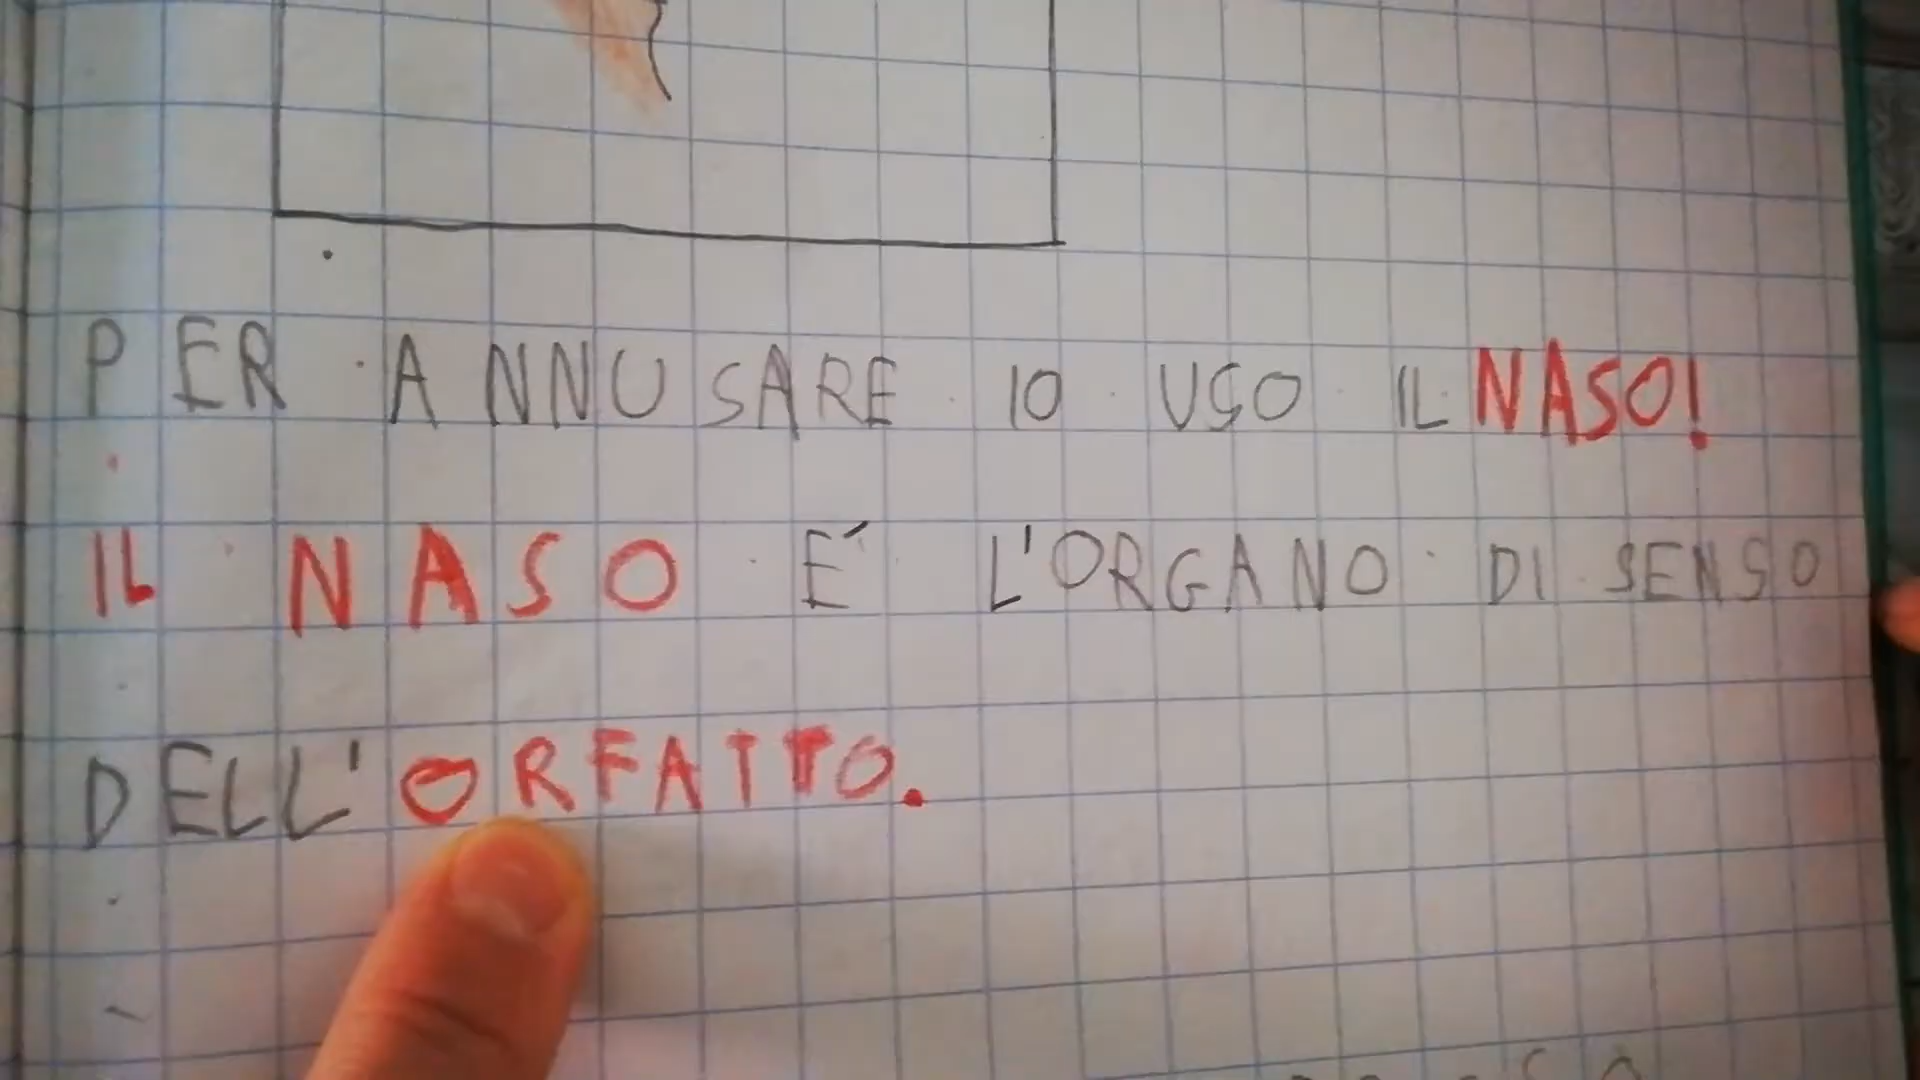 PER ANNUSARE IO USO IL NASO!
IL NASO É L'ORGANO DI SENSO
DELL'ORFATTO.